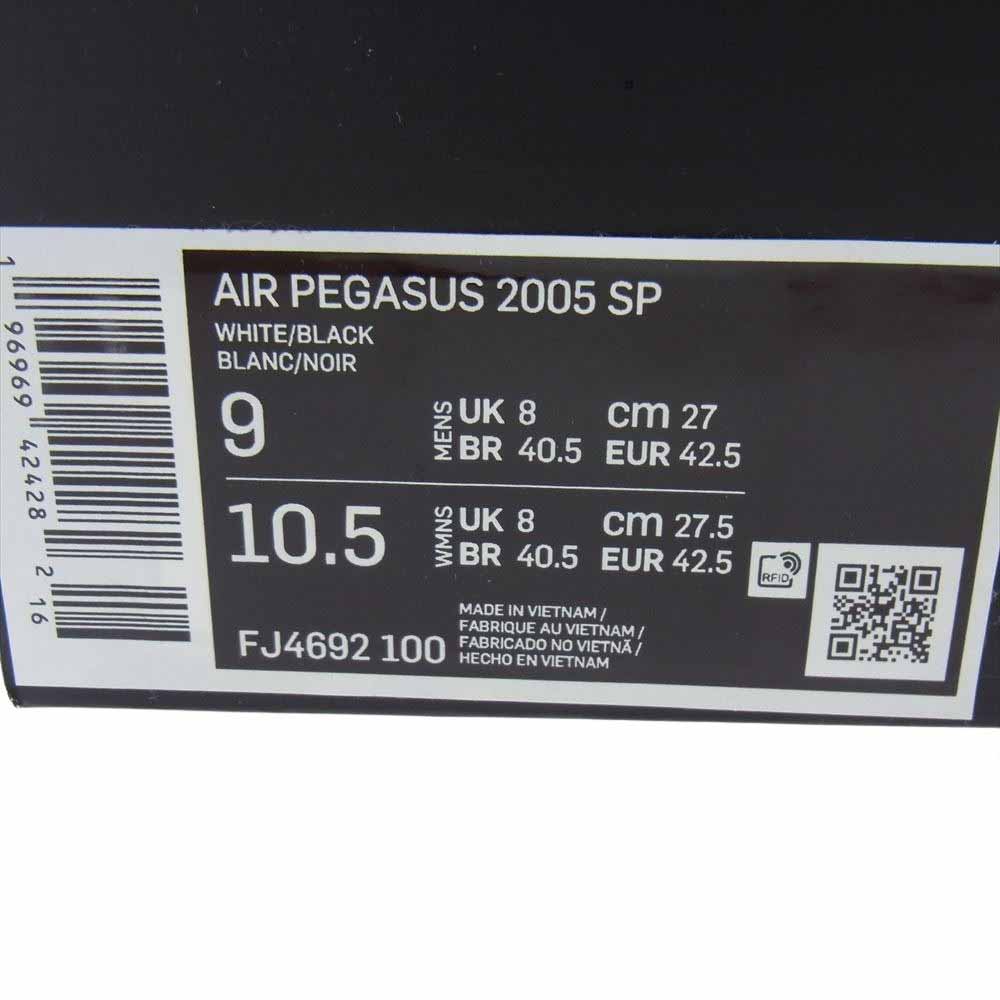 AIR PEGASUS 2005 SP
WHITE/BLACK
BLANC/NOIR
9
MENS
UK 8 cm 27
BR 40.5 EUR 42.5
10.5
WMNS
UK 8 cm 27.5
BR 40.5 EUR 42.5
RFID
FJ4692 100
MADE IN VIETNAM /
FABRIQUE AU VIETNAM /
FABRICADO NO VIETNÃ /
HECHO EN VIETNAM
1 96969 42428 2 16